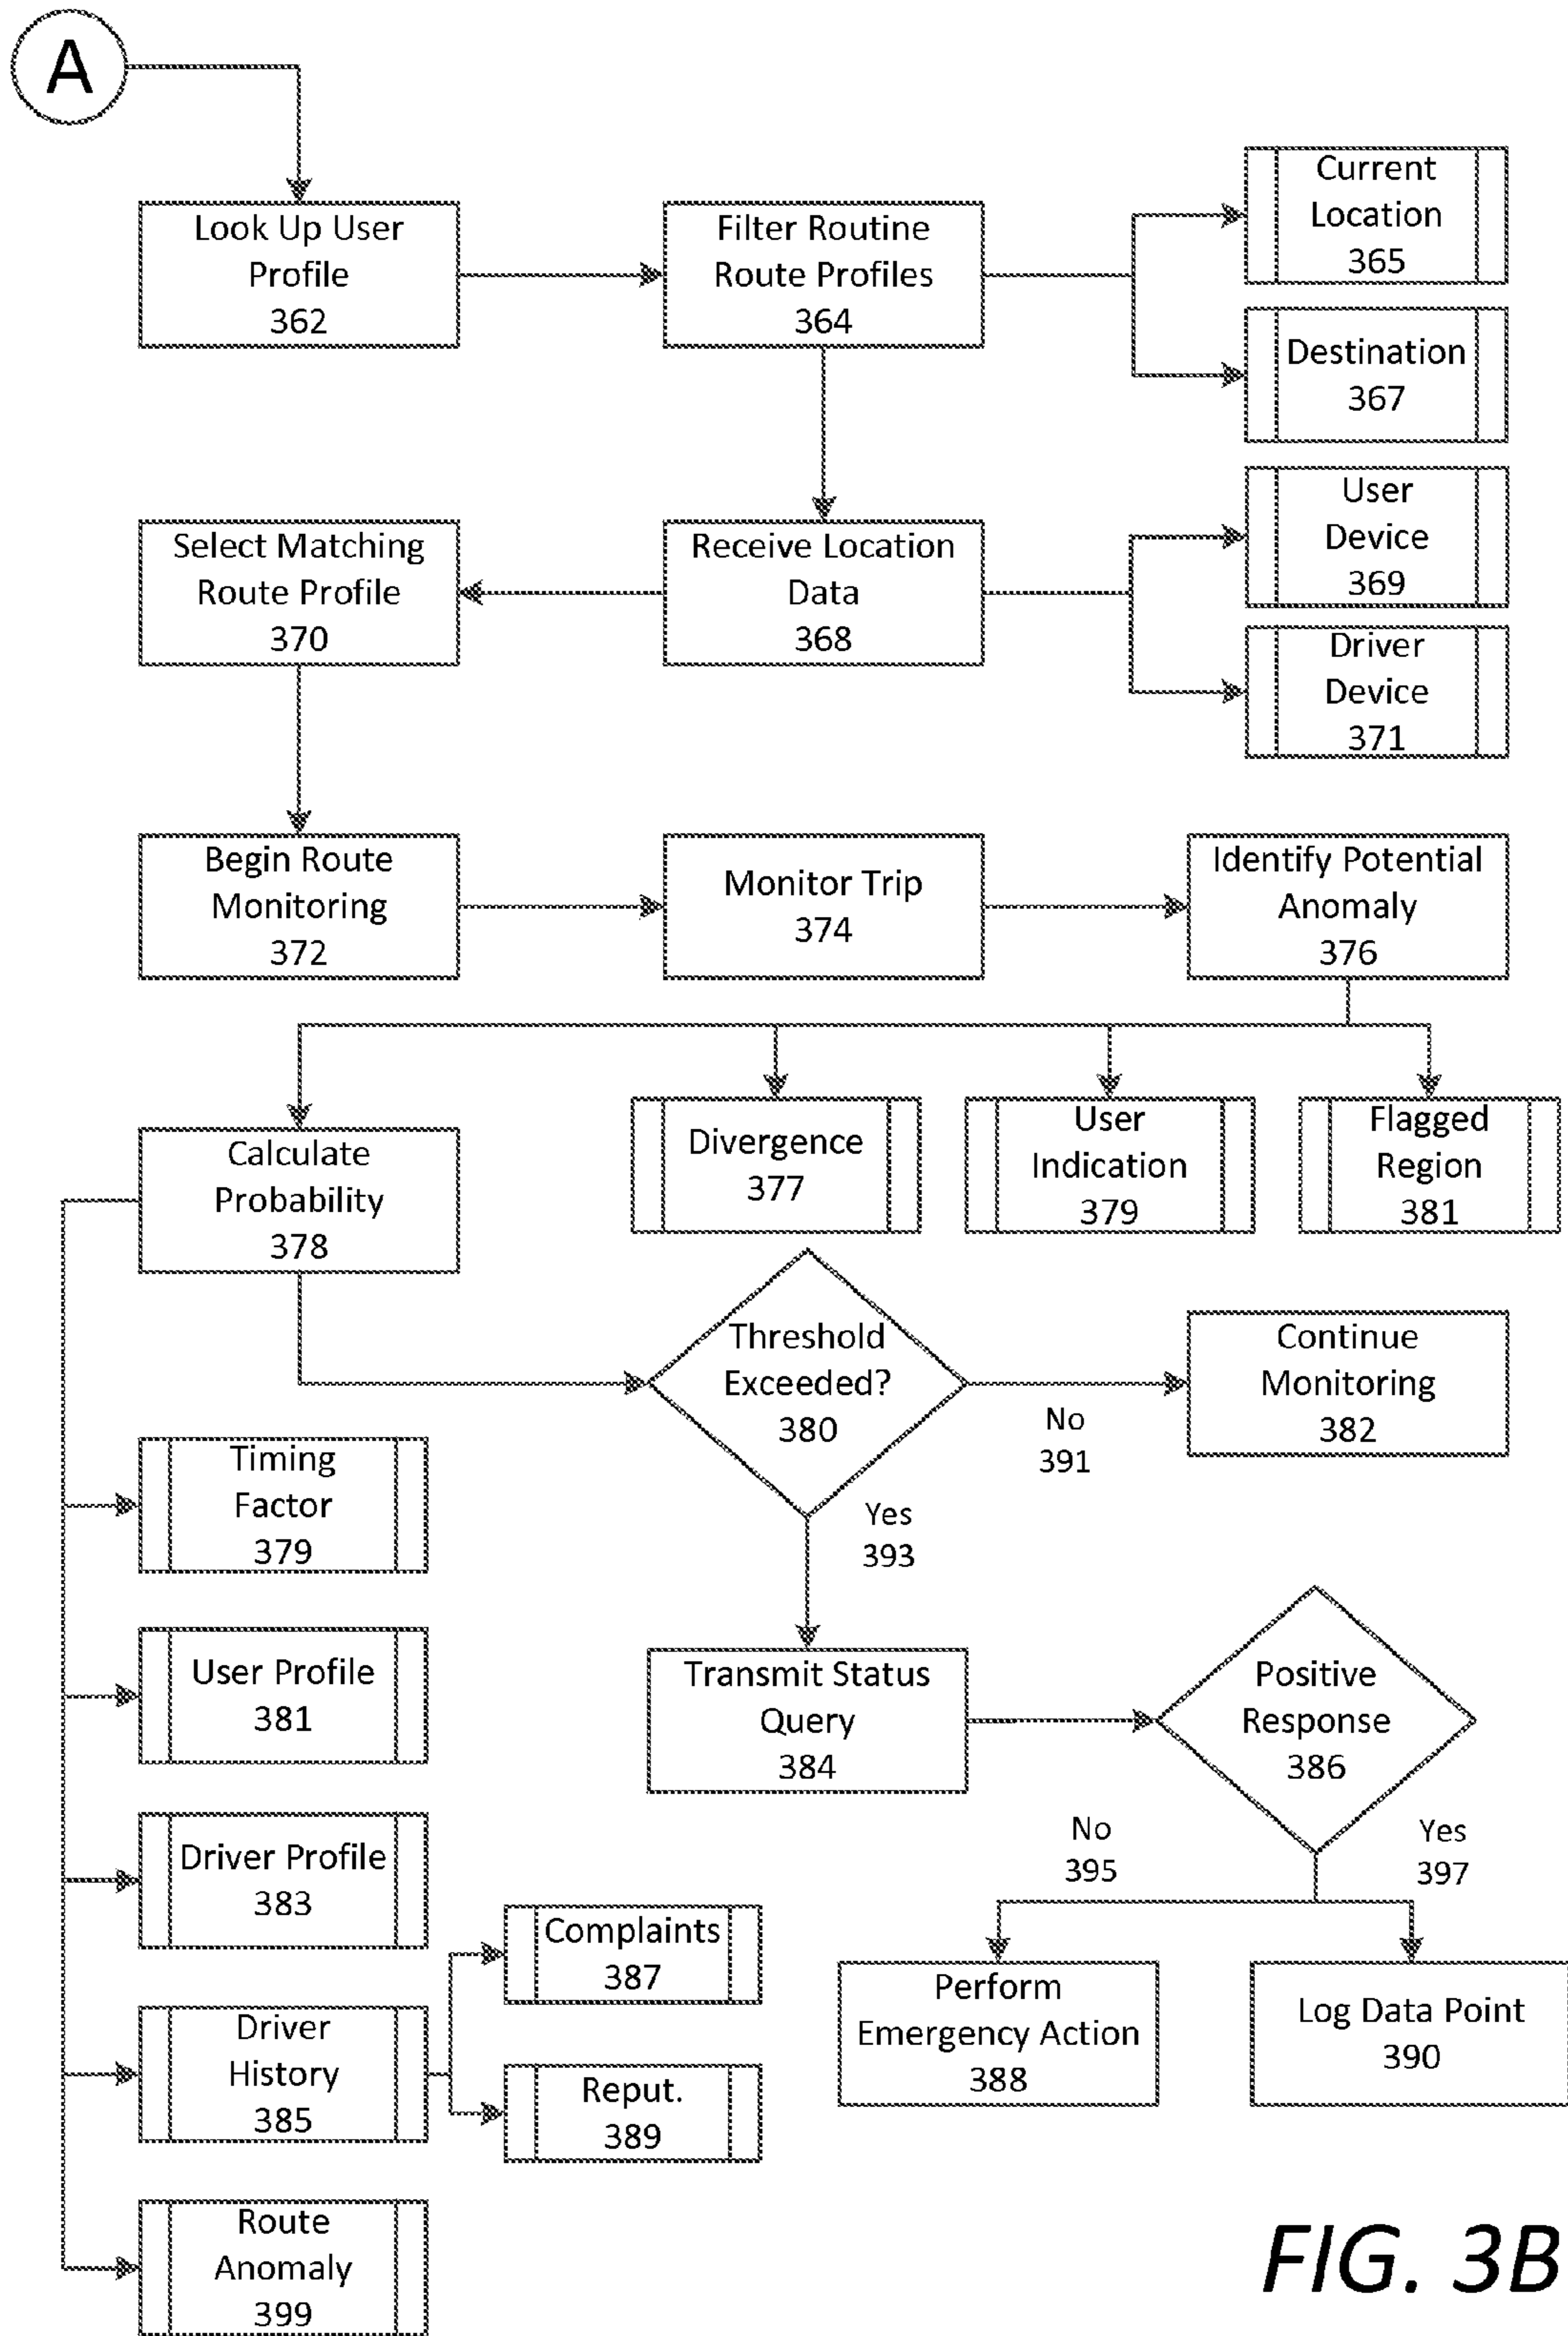 A
Look Up User
Profile
362
Filter Routine
Route Profiles
364
Current
Location
365
Destination
367
Select Matching
Route Profile
370
Receive Location
Data
368
User
Device
369
Driver
Device
371
Begin Route
Monitoring
372
Monitor Trip
374
Identify Potential
Anomaly
376
Calculate
Probability
378
Divergence
377
User
Indication
379
Flagged
Region
381
Threshold
Exceeded?
380
No
391
Continue
Monitoring
382
Yes
393
Timing
Factor
379
User Profile
381
Transmit Status
Query
384
Positive
Response
386
No
395
Yes
397
Driver Profile
383
Complaints
387
Perform
Emergency Action
388
Log Data Point
390
Driver
History
385
Reput.
389
Route
Anomaly
399
FIG. 3B